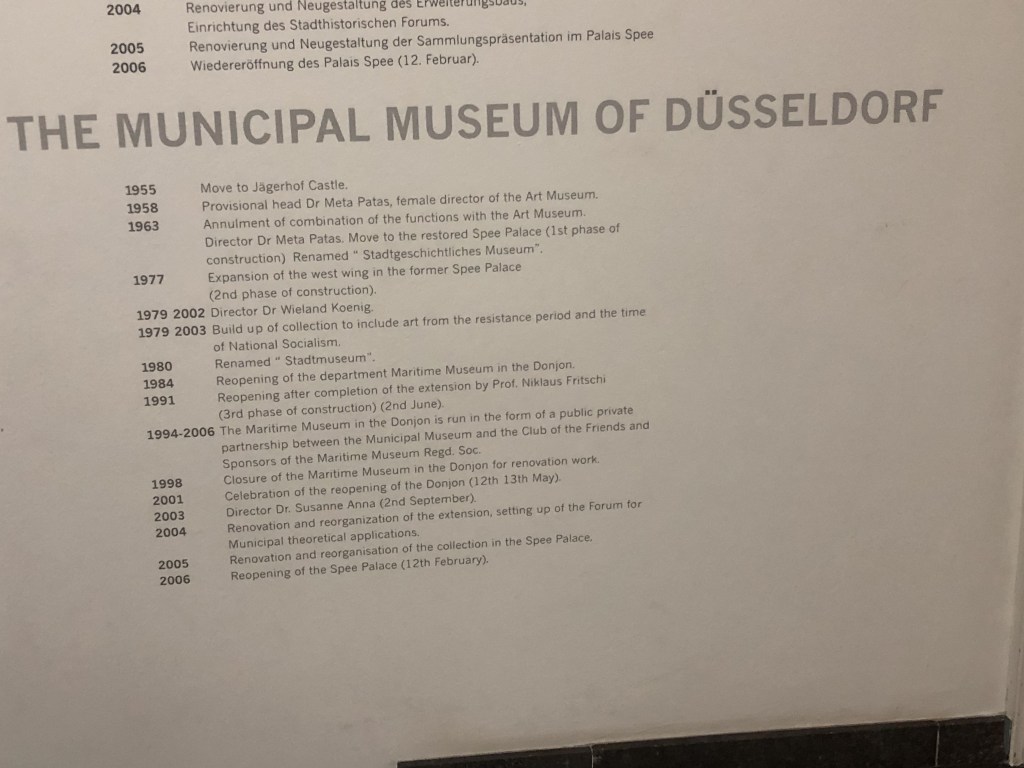 2004 Renovierung und Neugestaltung des Erweiterungsbaus,
Einrichtung des Stadthistorischen Forums.
2005 Renovierung und Neugestaltung der Sammlungspräsentation im Palais Spee
2006 Wiedereröffnung des Palais Spee (12. Februar).
THE MUNICIPAL MUSEUM OF DÜSSELDORF
1955 Move to Jägerhof Castle.
1958 Provisional head Dr Meta Patas, female director of the Art Museum.
1963 Annulment of combination of the functions with the Art Museum.
Director Dr Meta Patas. Move to the restored Spee Palace (1st phase of
construction) Renamed “ Stadtgeschichtliches Museum”.
1977 Expansion of the west wing in the former Spee Palace
(2nd phase of construction).
1979 2002 Director Dr Wieland Koenig.
1979 2003 Build up of collection to include art from the resistance period and the time
of National Socialism.
1980 Renamed “ Stadtmuseum”.
1984 Reopening of the department Maritime Museum in the Donjon.
1991 Reopening after completion of the extension by Prof. Niklaus Fritschi
(3rd phase of construction) (2nd June).
1994-2006 The Maritime Museum in the Donjon is run in the form of a public private
partnership between the Municipal Museum and the Club of the Friends and
Sponsors of the Maritime Museum Regd. Soc.
1998 Closure of the Maritime Museum in the Donjon for renovation work.
2001 Celebration of the reopening of the Donjon (12th 13th May).
2003 Director Dr. Susanne Anna (2nd September).
2004 Renovation and reorganization of the extension, setting up of the Forum for
Municipal theoretical applications.
2005 Renovation and reorganisation of the collection in the Spee Palace.
2006 Reopening of the Spee Palace (12th February).